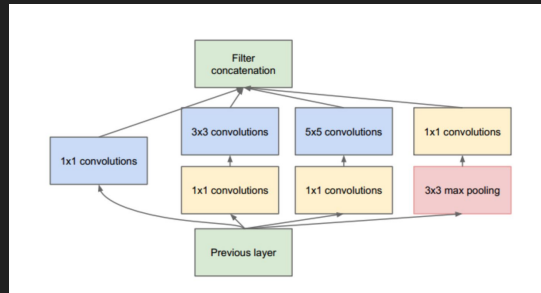 Filter
concatenation
3x3 convolutions
5x5 convolutions
1x1 convolutions
1x1 convolutions
1x1 convolutions
1x1 convolutions
3x3 max pooling
Previous layer